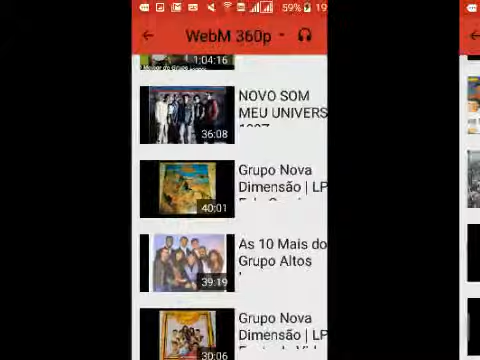 59% 19
WebM 360p
1:04:16
NOVO SOM
MEU UNIVERS
36:08
Grupo Nova
Dimensão | LP
40:01
As 10 Mais do
Grupo Altos
39:19
Grupo Nova
Dimensão | LP
30:06